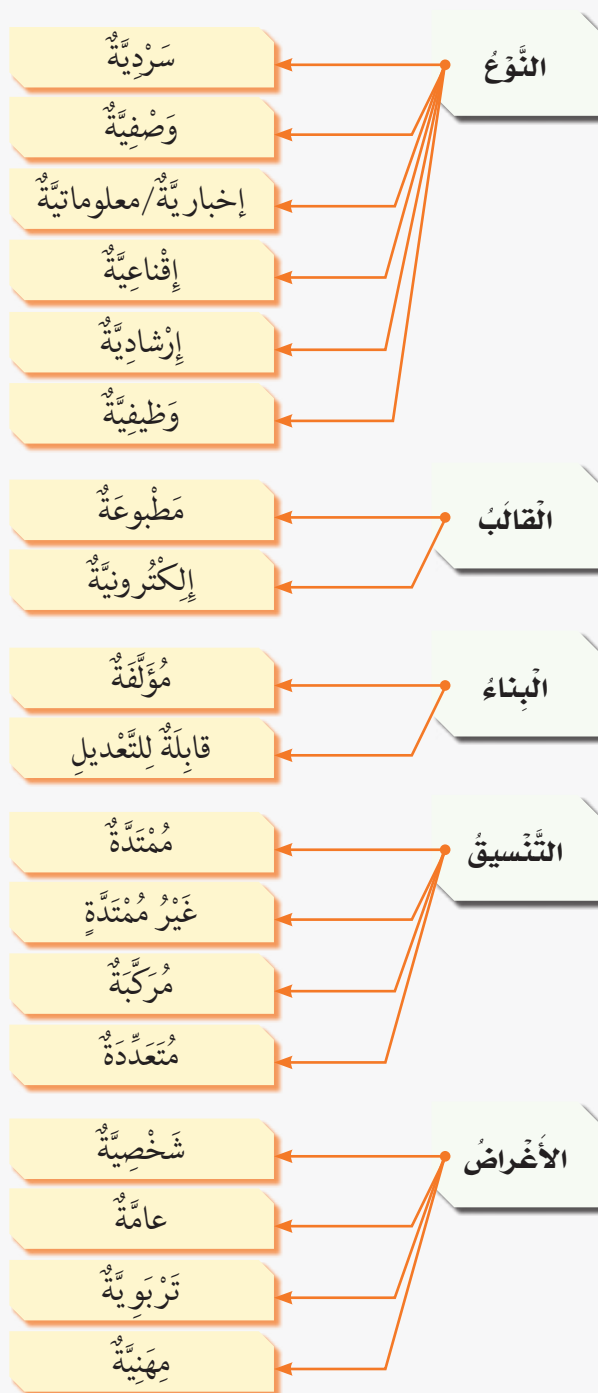 النَّوْعُ
سَرْدِيَّةٌ
وَصْفِيَّةٌ
إخباريَّةٌ/معلوماتيَّةٌ
إِقْناعِيَّةٌ
إِرْشادِيَّةٌ
وَظيفِيَّةٌ
الْقالَبُ
مَطْبوعَةٌ
إِلِكْتُرونيَّةٌ
الْبِناءُ
مُؤَلَّفَةٌ
قابِلَةٌ لِلتَّعْديلِ
التَّنْسيقُ
مُمْتَدَّةٌ
غَيْرُ مُمْتَدَّةٍ
مُرَكَّبَةٌ
مُتَعَدِّدَةٌ
الأَغْراضُ
شَخْصِيَّةٌ
عامَّةٌ
تَرْبَوِيَّةٌ
مِهَنِيَّةٌ